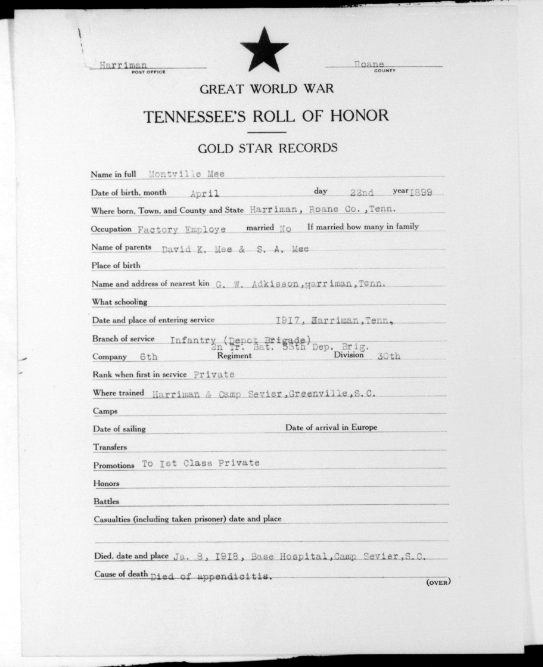 Harriman Roane
POST OFFICE COUNTY
GREAT WORLD WAR
TENNESSEE'S ROLL OF HONOR
GOLD STAR RECORDS
Name in full Montville Mee
Date of birth, month April day 22nd year 1899
Where born, Town, and County and State Harriman, Roane Co.,Tenn.
Occupation Factory Employe married No If married how many in family
Name of parents David K. Mee & S. A. Mee
Place of birth
Name and address of nearest kin G. W. Adkisson,Harriman,Tenn.
What schooling
Date and place of entering service 1917, Harriman,Tenn.
Branch of service Infantry (Depot Brigade)
2n Tr. Bat. 55th Dep. Brig.
Company 6th Regiment Division 30th
Rank when first in service Private
Where trained Harriman & Camp Sevier,Greenville,S.C.
Camps
Date of sailing Date of arrival in Europe
Transfers
Promotions To 1st Class Private
Honors
Battles
Casualties (including taken prisoner) date and place
Died, date and place Ja. 8, 1918, Base Hospital,Camp Sevier,S.C.
Cause of death Died of appendicitis.
(OVER)